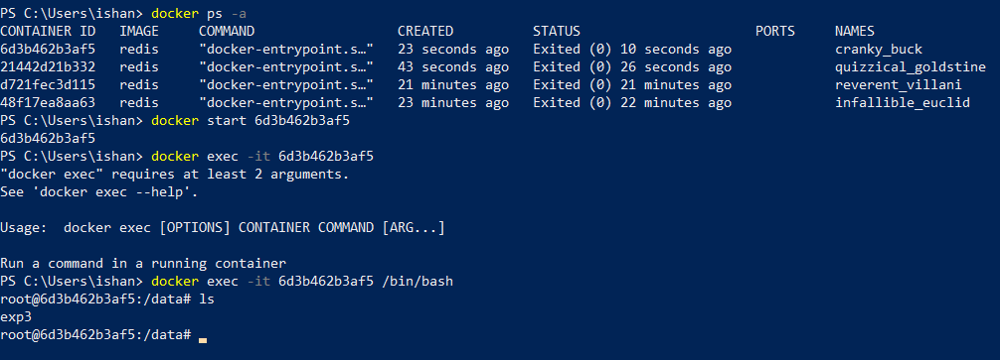 PS C:\Users\ishan> docker ps -a
CONTAINER ID   IMAGE     COMMAND                  CREATED          STATUS                      PORTS     NAMES
6d3b462b3af5   redis     "docker-entrypoint.s…"   23 seconds ago   Exited (0) 10 seconds ago             cranky_buck
21442d21b332   redis     "docker-entrypoint.s…"   43 seconds ago   Exited (0) 26 seconds ago             quizzical_goldstine
d721fec3d115   redis     "docker-entrypoint.s…"   21 minutes ago   Exited (0) 21 minutes ago             reverent_villani
48f17ea8aa63   redis     "docker-entrypoint.s…"   23 minutes ago   Exited (0) 22 minutes ago             infallible_euclid
PS C:\Users\ishan> docker start 6d3b462b3af5
6d3b462b3af5
PS C:\Users\ishan> docker exec -it 6d3b462b3af5
"docker exec" requires at least 2 arguments.
See 'docker exec --help'.

Usage:  docker exec [OPTIONS] CONTAINER COMMAND [ARG...]

Run a command in a running container
PS C:\Users\ishan> docker exec -it 6d3b462b3af5 /bin/bash
root@6d3b462b3af5:/data# ls
exp3
root@6d3b462b3af5:/data#